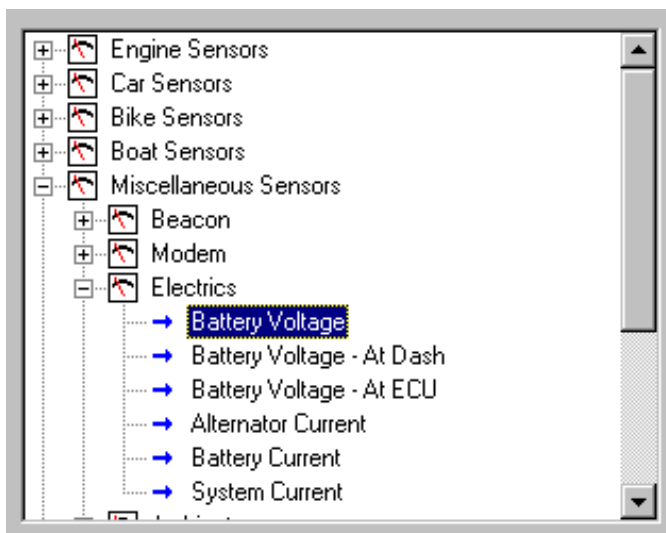 Engine Sensors
Car Sensors
Bike Sensors
Boat Sensors
Miscellaneous Sensors
Beacon
Modem
Electrics
Battery Voltage
Battery Voltage - At Dash
Battery Voltage - At ECU
Alternator Current
Battery Current
System Current